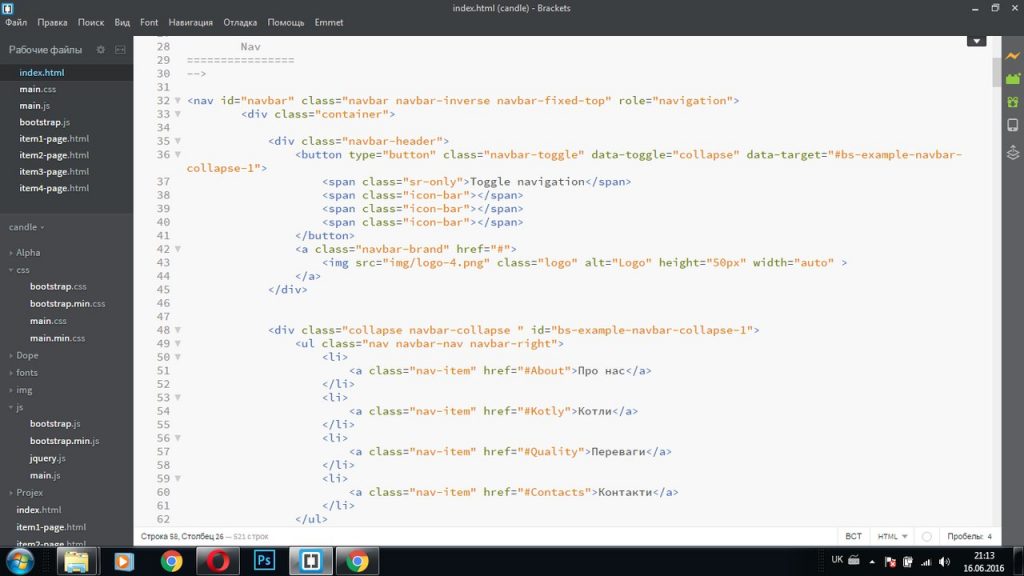 index.html (candle) - Brackets
Файл Правка Поиск Вид Font Навигация Отладка Помощь Emmet
Рабочие файлы
index.html
main.css
main.js
bootstrap.js
item1-page.html
item2-page.html
item3-page.html
item4-page.html
candle
Alpha
css
bootstrap.css
bootstrap.min.css
main.css
main.min.css
Dope
fonts
img
js
bootstrap.js
bootstrap.min.js
jquery.js
main.js
Projex
index.html
item1-page.html
item2-page.html
28 Nav
29 ================
30 -->
31
32 <nav id="navbar" class="navbar navbar-inverse navbar-fixed-top" role="navigation">
33 <div class="container">
34
35 <div class="navbar-header">
36 <button type="button" class="navbar-toggle" data-toggle="collapse" data-target="#bs-example-navbar-
collapse-1">
37 <span class="sr-only">Toggle navigation</span>
38 <span class="icon-bar"></span>
39 <span class="icon-bar"></span>
40 <span class="icon-bar"></span>
41 </button>
42 <a class="navbar-brand" href="#">
43 <img src="img/logo-4.png" class="logo" alt="Logo" height="50px" width="auto" >
44 </a>
45 </div>
46
47
48 <div class="collapse navbar-collapse " id="bs-example-navbar-collapse-1">
49 <ul class="nav navbar-nav navbar-right">
50 <li>
51 <a class="nav-item" href="#About">Про нас</a>
52 </li>
53 <li>
54 <a class="nav-item" href="#Kotly">Котли</a>
55 </li>
56 <li>
57 <a class="nav-item" href="#Quality">Переваги</a>
58 </li>
59 <li>
60 <a class="nav-item" href="#Contacts">Контакти</a>
61 </li>
62 </ul>
Строка 58, Столбец 26 — 521 строк
ВСТ HTML Пробелы: 4
Ps
UK
21:13
16.06.2016